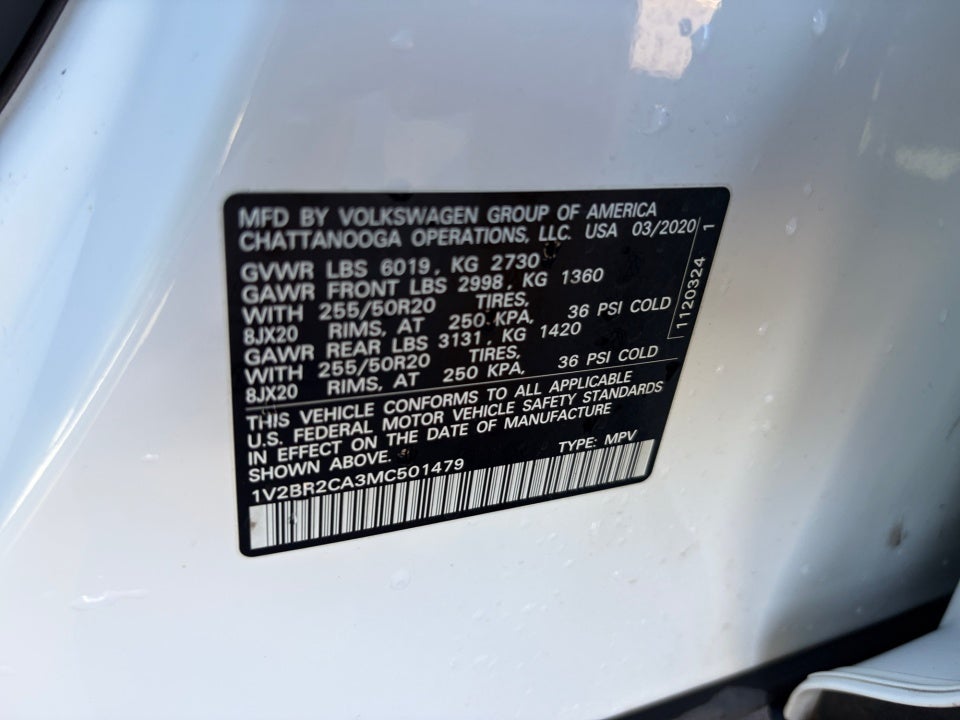 MFD BY VOLKSWAGEN GROUP OF AMERICA
CHATTANOOGA OPERATIONS, LLC. USA 03/2020
GVWR LBS 6019, KG 2730
GAWR FRONT LBS 2998, KG 1360
WITH 255/50R20 TIRES,
8JX20 RIMS, AT 250 KPA, 36 PSI COLD
GAWR REAR LBS 3131, KG 1420
WITH 255/50R20 TIRES,
8JX20 RIMS, AT 250 KPA, 36 PSI COLD
THIS VEHICLE CONFORMS TO ALL APPLICABLE
U.S. FEDERAL MOTOR VEHICLE SAFETY STANDARDS
IN EFFECT ON THE DATE OF MANUFACTURE
SHOWN ABOVE. TYPE: MPV
1V2BR2CA3MC501479
1120324 1